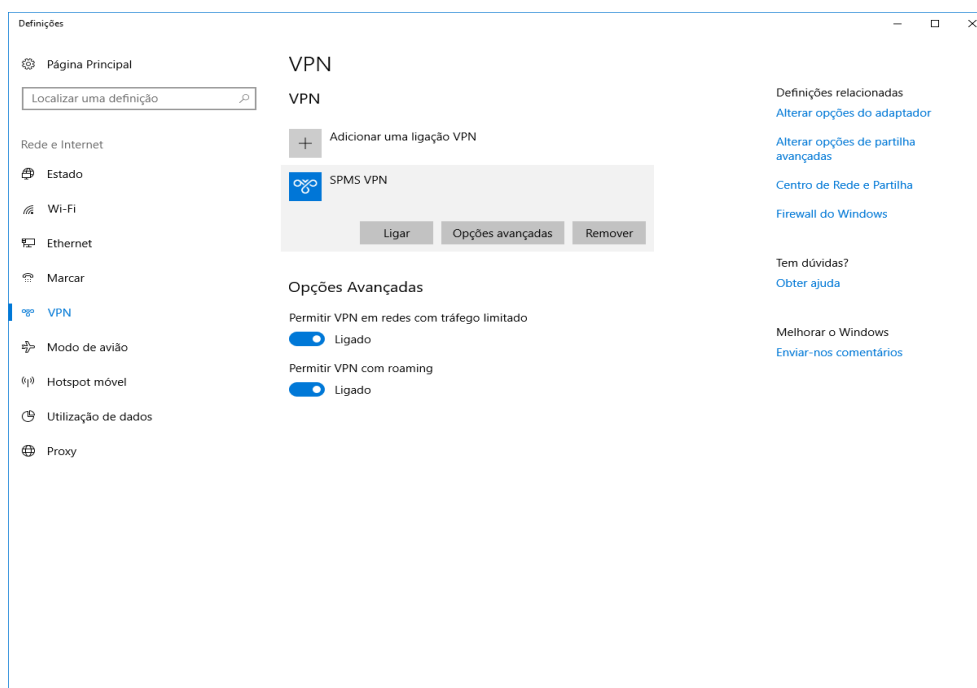 Definições
Página Principal
Localizar uma definição
Rede e Internet
Estado
Wi-Fi
Ethernet
Marcar
VPN
Modo de avião
Hotspot móvel
Utilização de dados
Proxy
VPN
VPN
Adicionar uma ligação VPN
SPMS VPN
Ligar Opções avançadas Remover
Opções Avançadas
Permitir VPN em redes com tráfego limitado
Ligado
Permitir VPN com roaming
Ligado
Definições relacionadas
Alterar opções do adaptador
Alterar opções de partilha
avançadas
Centro de Rede e Partilha
Firewall do Windows
Tem dúvidas?
Obter ajuda
Melhorar o Windows
Enviar-nos comentários